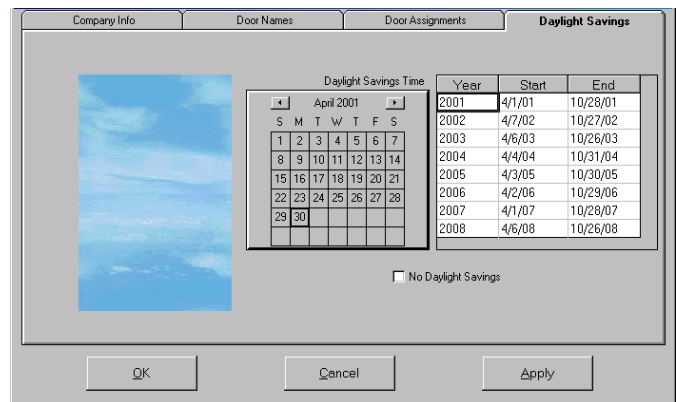 Company Info Door Names Door Assignments Daylight Savings
Daylight Savings Time
April 2001
S M T W T F S
1 2 3 4 5 6 7
8 9 10 11 12 13 14
15 16 17 18 19 20 21
22 23 24 25 26 27 28
29 30
Year Start End
2001 4/1/01 10/28/01
2002 4/7/02 10/27/02
2003 4/6/03 10/26/03
2004 4/4/04 10/31/04
2005 4/3/05 10/30/05
2006 4/2/06 10/29/06
2007 4/1/07 10/28/07
2008 4/6/08 10/26/08
No Daylight Savings
OK Cancel Apply